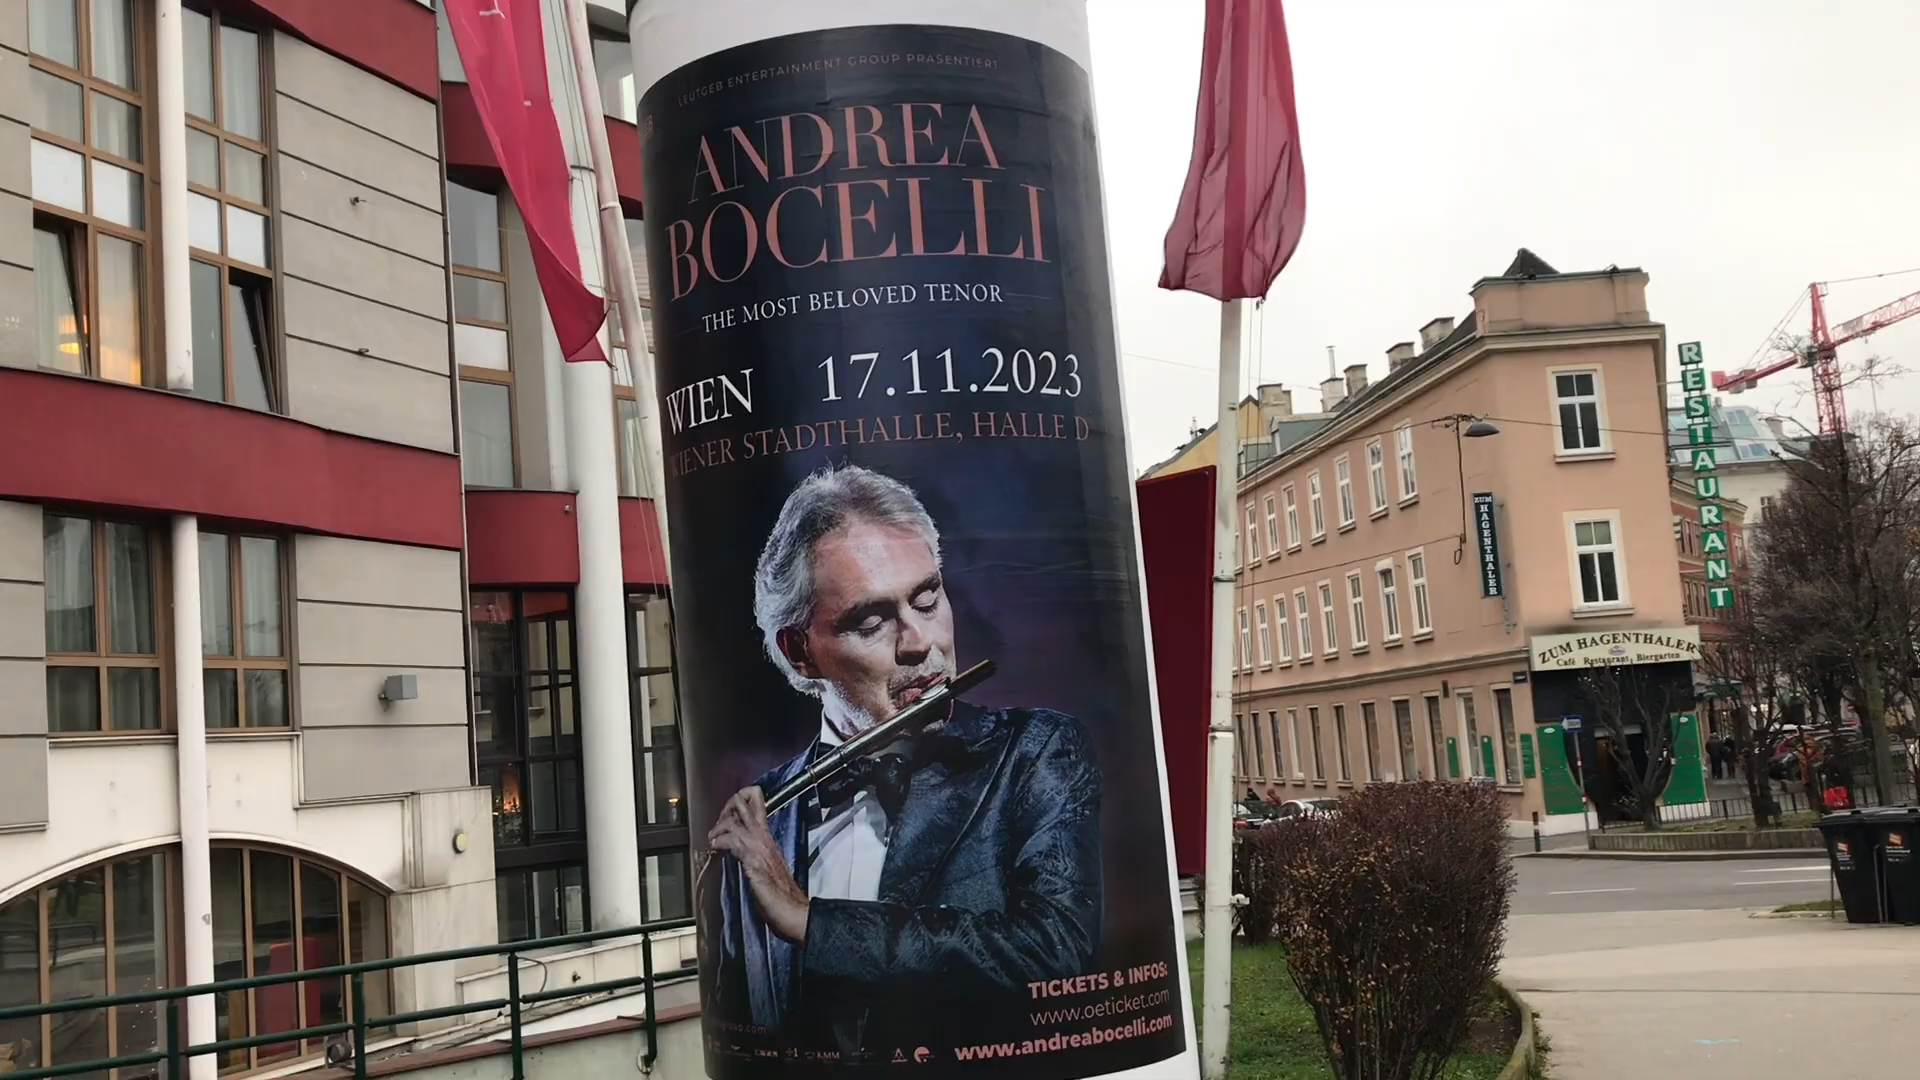 LEUTGEB ENTERTAINMENT GROUP PRÄSENTIERT
ANDREA
BOCELLI
THE MOST BELOVED TENOR
WIEN 17.11.2023
WIENER STADTHALLE, HALLE D
TICKETS & INFOS:
www.oeticket.com
www.andreabocelli.com
RESTAURANT
ZUM HAGENTHALER
ZUM HAGENTHALER
Café Restaurant Biergarten